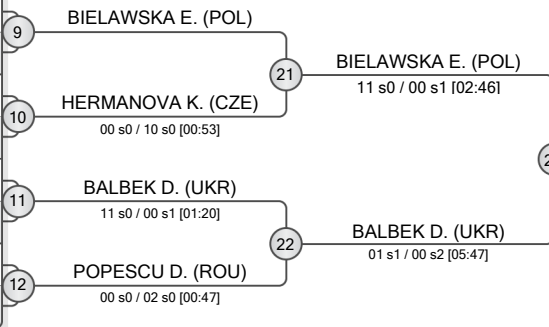 9
BIELAWSKA E. (POL)
21
BIELAWSKA E. (POL)
11 s0 / 00 s1 [02:46]
10
HERMANOVA K. (CZE)
00 s0 / 10 s0 [00:53]
11
BALBEK D. (UKR)
11 s0 / 00 s1 [01:20]
22
BALBEK D. (UKR)
01 s1 / 00 s2 [05:47]
12
POPESCU D. (ROU)
00 s0 / 02 s0 [00:47]